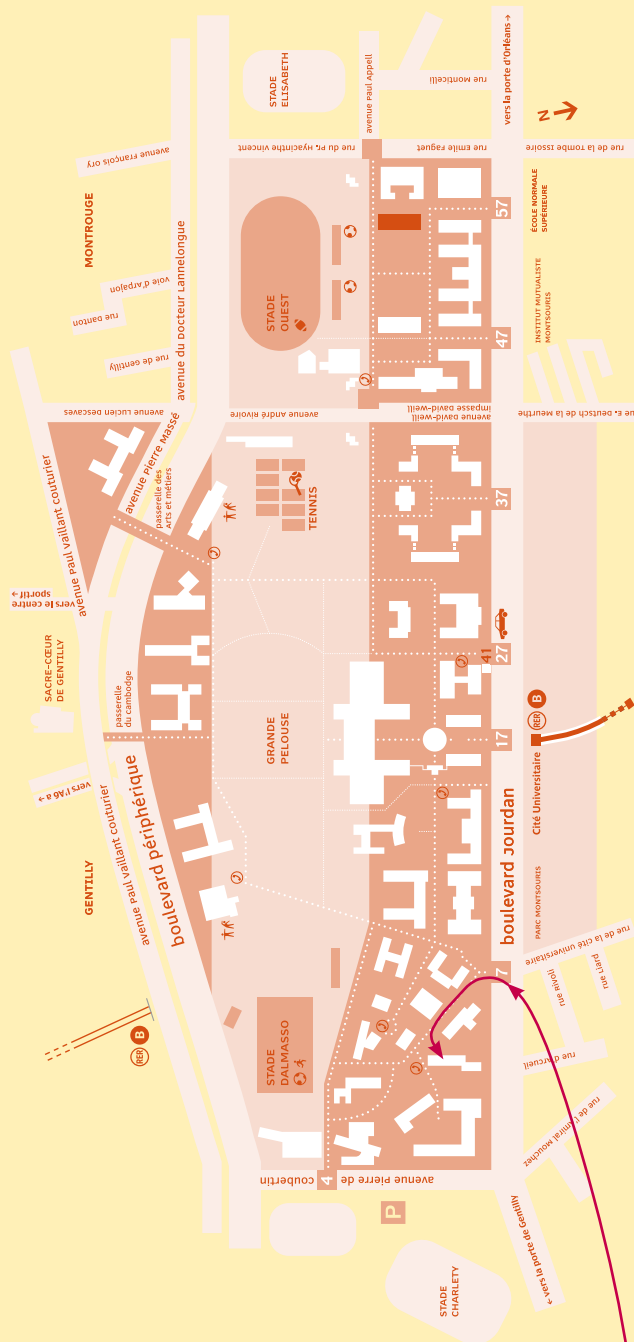 STADE
ELISABETH
avenue Paul Appell
rue Monticelli
vers la porte d'Orléans →
N
avenue François Ory
rue du Pr. Hyacinthe Vincent
rue Emile Faguet
rue de la Tombe Issoire
MONTROUGE
voie d'Arpajon
rue Danton
rue de Gentilly
avenue du Docteur Lannelongue
STADE
OUEST
57
ÉCOLE NORMALE
SUPÉRIEURE
47
INSTITUT MUTUALISTE
MONTSOURIS
avenue Lucien Descaves
avenue André Rivoire
avenue David-Weill
impasse David-Weill
rue E. Deutsch de la Meurthe
avenue Paul Vaillant Couturier
avenue Pierre Massé
passerelle des
Arts et Métiers
TENNIS
37
vers le centre
sportif →
SACRÉ-CŒUR
DE GENTILLY
passerelle
du Cambodge
GRANDE
PELOUSE
41
27
17
RER B
Cité Universitaire
vers l'A6a →
GENTILLY
avenue Paul Vaillant Couturier
boulevard périphérique
boulevard Jourdan
PARC MONTSOURIS
rue de la cité universitaire
7
rue Rivoli
rue Liard
RER B
STADE
DALMASSO
rue d'Arcueil
rue de l'Amiral Mouchez
4
avenue Pierre de
Coubertin
P
← vers la porte de Gentilly
STADE
CHARLETY